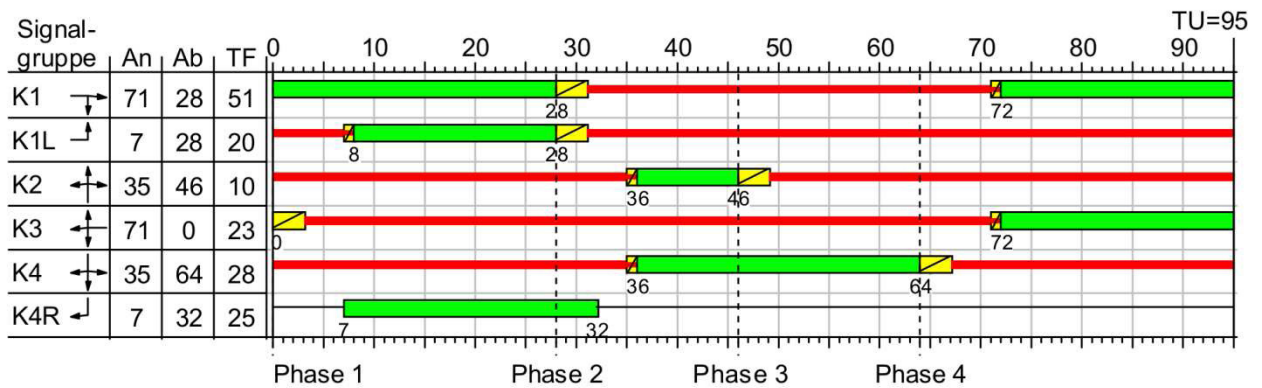 TU=95
Signal-
gruppe An Ab TF 0 10 20 30 40 50 60 70 80 90
K1 71 28 51
28 72
K1L 7 28 20
8 28
K2 35 46 10
36 46
K3 71 0 23
0 72
K4 35 64 28
36 64
K4R 7 32 25
7 32
Phase 1 Phase 2 Phase 3 Phase 4